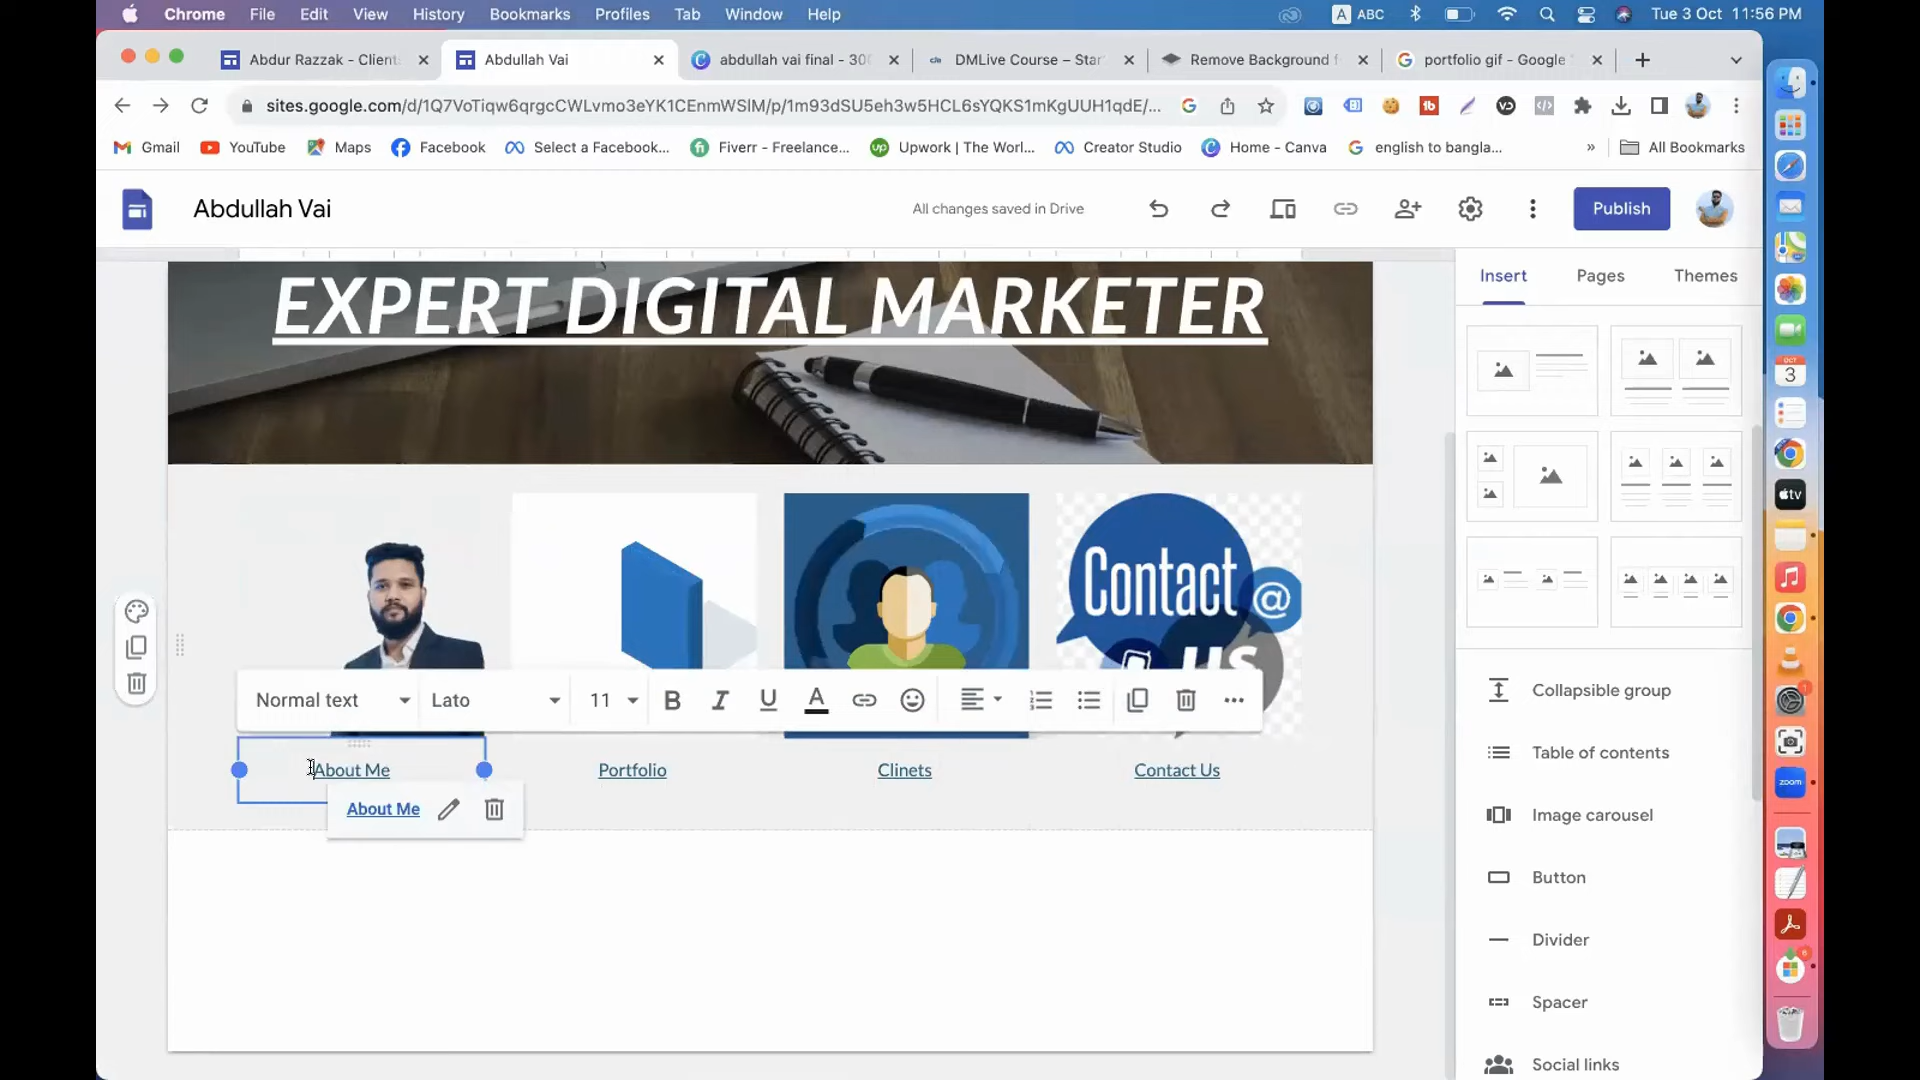 Chrome File Edit View History Bookmarks Profiles Tab Window Help A ABC Tue 3 Oct 11:56 PM
Abdur Razzak - Client Abdullah Vai abdullah vai final - 30 DMLive Course – Star Remove Background f portfolio gif - Google
sites.google.com/d/1Q7VoTiqw6qrgcCWLvmo3eYK1CEnmWSlM/p/1m93dSU5eh3w5HCL6sYQKS1mKgUUH1qdE/...
Gmail YouTube Maps Facebook Select a Facebook... Fiverr - Freelance... Upwork | The Worl... Creator Studio Home - Canva english to bangla... » All Bookmarks
Abdullah Vai All changes saved in Drive Publish
Insert Pages Themes
EXPERT DIGITAL MARKETER
Contact
@
US
Normal text Lato 11 B I U A
About Me Portfolio Clinets Contact Us
About Me
Collapsible group
Table of contents
Image carousel
Button
Divider
Spacer
Social links
OCT
3
tv
zoom